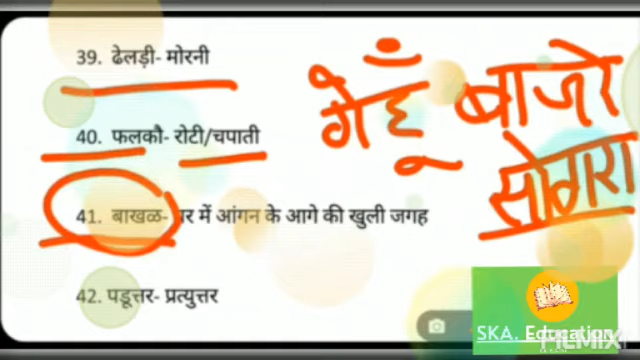 39. ढेलड़ी- मोरनी
गेहूँ बाजरे
40. फलकौ- रोटी/चपाती
सोगरा
41. बाखळ- घर में आंगन के आगे की खुली जगह
42. पडूत्तर- प्रत्युत्तर
SKA. Education